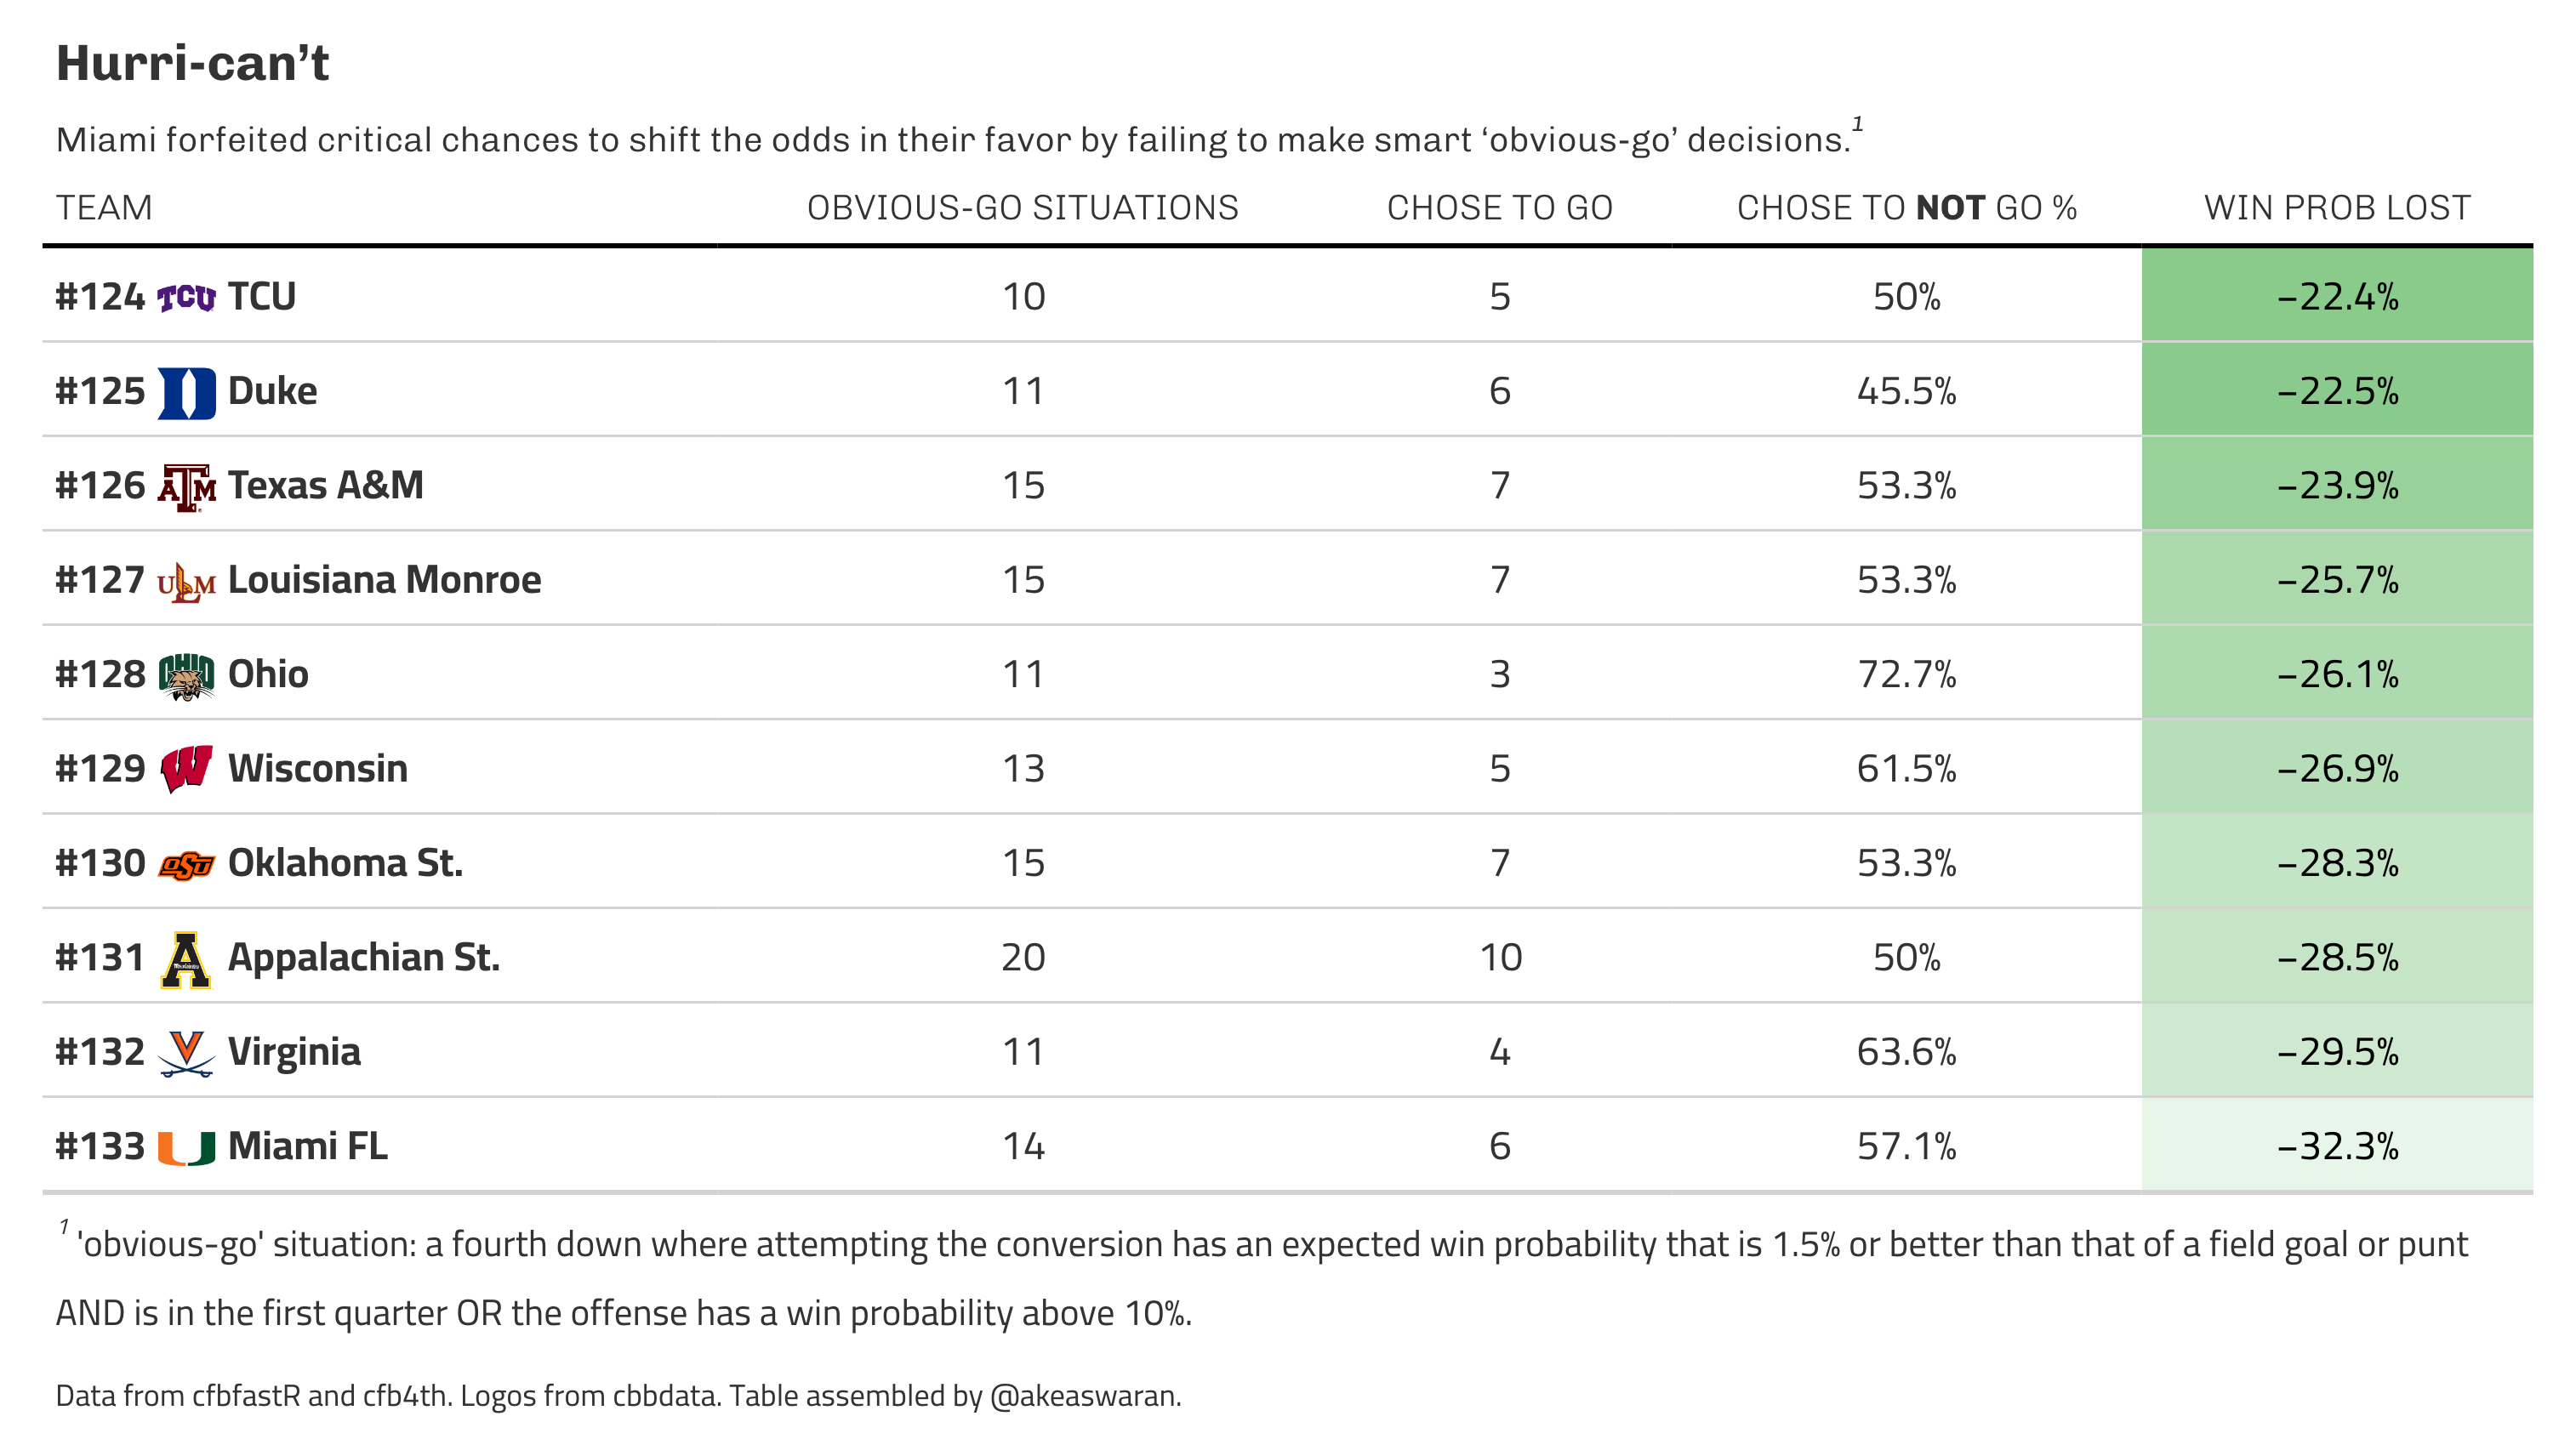 Hurri-can’t
Miami forfeited critical chances to shift the odds in their favor by failing to make smart ‘obvious-go’ decisions.1
TEAM OBVIOUS-GO SITUATIONS CHOSE TO GO CHOSE TO NOT GO % WIN PROB LOST
#124 TCU TCU 10 5 50% −22.4%
#125 D Duke 11 6 45.5% −22.5%
#126 ATM Texas A&M 15 7 53.3% −23.9%
#127 ULM Louisiana Monroe 15 7 53.3% −25.7%
#128 OHIO Ohio 11 3 72.7% −26.1%
#129 W Wisconsin 13 5 61.5% −26.9%
#130 OSU Oklahoma St. 15 7 53.3% −28.3%
#131 A Appalachian St. 20 10 50% −28.5%
#132 V Virginia 11 4 63.6% −29.5%
#133 U Miami FL 14 6 57.1% −32.3%
1 'obvious-go' situation: a fourth down where attempting the conversion has an expected win probability that is 1.5% or better than that of a field goal or punt
AND is in the first quarter OR the offense has a win probability above 10%.
Data from cfbfastR and cfb4th. Logos from cbbdata. Table assembled by @akeaswaran.